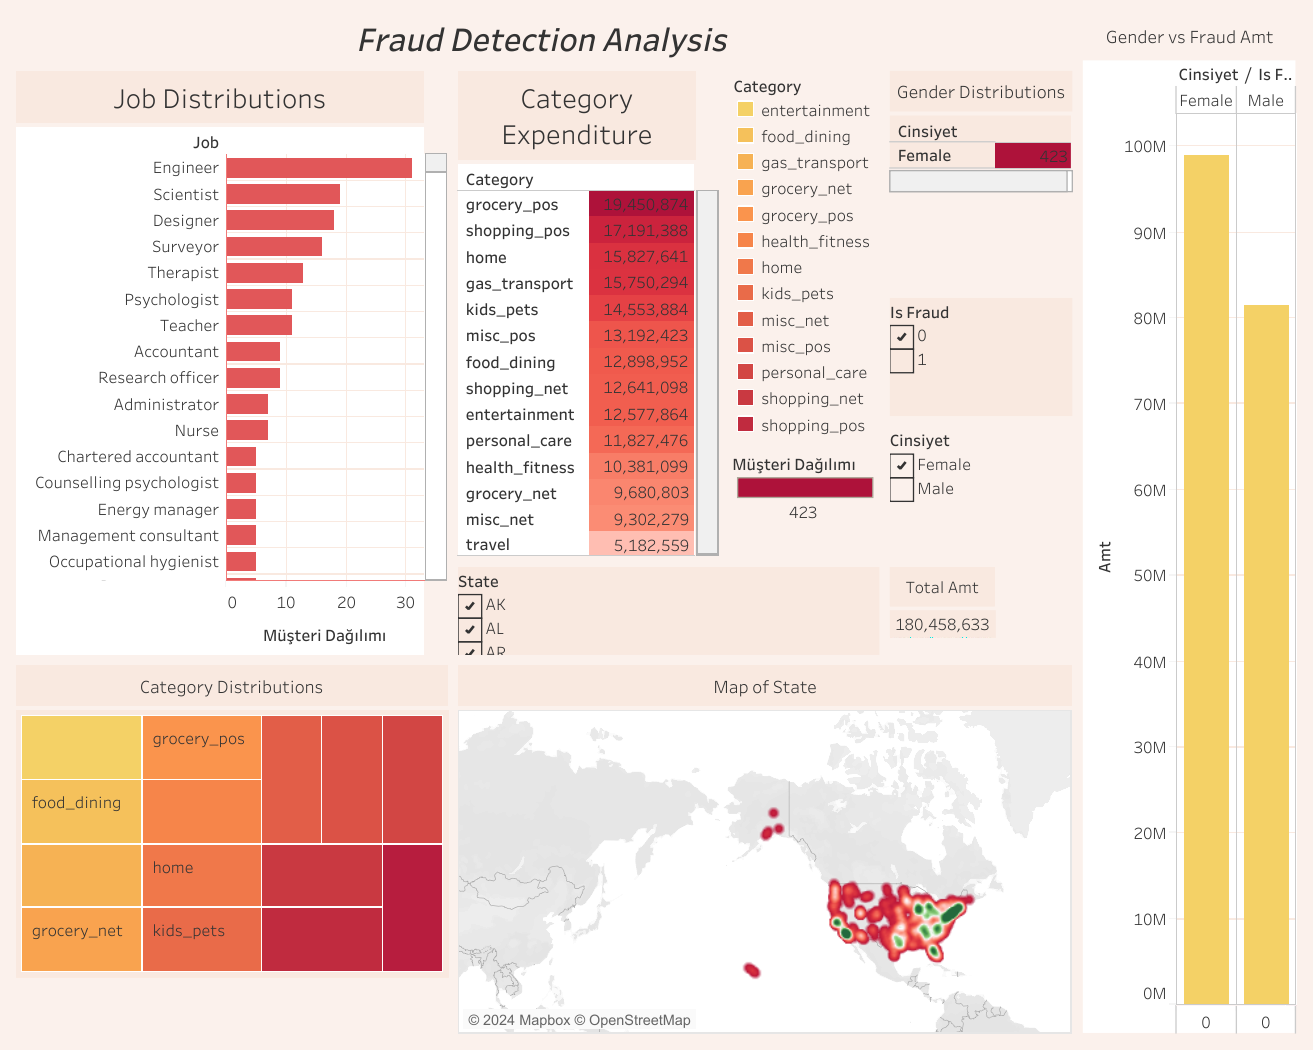 Fraud Detection Analysis
Gender vs Fraud Amt
Job Distributions
Job
Engineer
Scientist
Designer
Surveyor
Therapist
Psychologist
Teacher
Accountant
Research officer
Administrator
Nurse
Chartered accountant
Counselling psychologist
Energy manager
Management consultant
Occupational hygienist
0 10 20 30
Müşteri Dağılımı
Category
Expenditure
Category
grocery_pos 19,450,874
shopping_pos 17,191,388
home 15,827,641
gas_transport 15,750,294
kids_pets 14,553,884
misc_pos 13,192,423
food_dining 12,898,952
shopping_net 12,641,098
entertainment 12,577,864
personal_care 11,827,476
health_fitness 10,381,099
grocery_net 9,680,803
misc_net 9,302,279
travel 5,182,559
Category
entertainment
food_dining
gas_transport
grocery_net
grocery_pos
health_fitness
home
kids_pets
misc_net
misc_pos
personal_care
shopping_net
shopping_pos
Müşteri Dağılımı
423
Gender Distributions
Cinsiyet
Female 423
Is Fraud
0
1
Cinsiyet
Female
Male
State
AK
AL
AR
Total Amt
180,458,633
Cinsiyet / Is F..
Female Male
100M
90M
80M
70M
60M
50M
40M
30M
20M
10M
0M
Amt
0 0
Category Distributions
grocery_pos
food_dining
home
grocery_net
kids_pets
Map of State
© 2024 Mapbox © OpenStreetMap